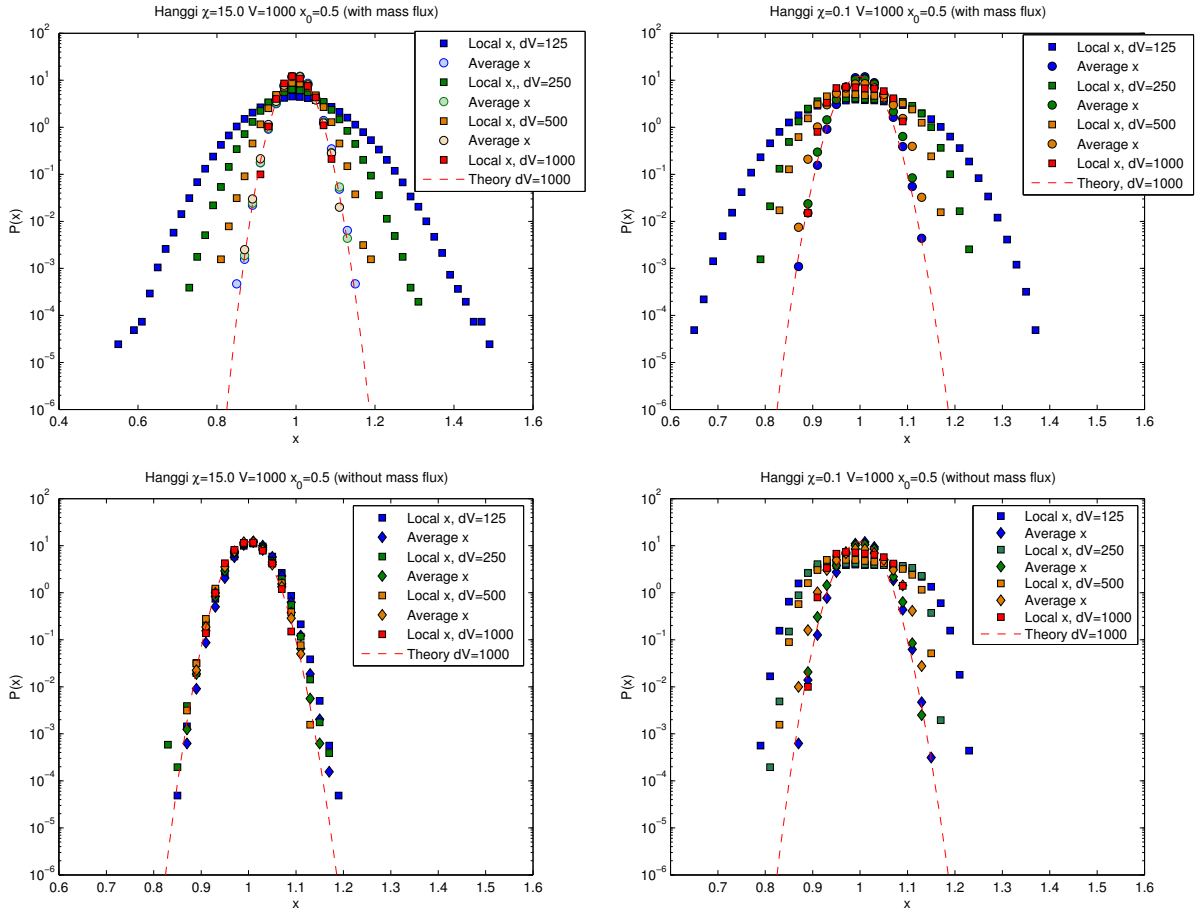 Hanggi χ=15.0 V=1000 x0=0.5 (with mass flux)
P(x)
10^2
10^1
10^0
10^-1
10^-2
10^-3
10^-4
10^-5
10^-6
0.4
0.6
0.8
1
1.2
1.4
1.6
x
Local x, dV=125
Average x
Local x,, dV=250
Average x
Local x, dV=500
Average x
Local x, dV=1000
Theory dV=1000
Hanggi χ=0.1 V=1000 x0=0.5 (with mass flux)
P(x)
10^2
10^1
10^0
10^-1
10^-2
10^-3
10^-4
10^-5
10^-6
0.6
0.7
0.8
0.9
1
1.1
1.2
1.3
1.4
1.5
1.6
x
Local x, dV=125
Average x
Local x, dV=250
Average x
Local x, dV=500
Average x
Local x, dV=1000
Theory, dV=1000
Hanggi χ=15.0 V=1000 x0=0.5 (without mass flux)
P(x)
10^2
10^1
10^0
10^-1
10^-2
10^-3
10^-4
10^-5
10^-6
0.6
0.7
0.8
0.9
1
1.1
1.2
1.3
1.4
1.5
1.6
x
Local x, dV=125
Average x
Local x, dV=250
Average x
Local x, dV=500
Average x
Local x, dV=1000
Theory dV=1000
Hanggi χ=0.1 V=1000 x0=0.5 (without mass flux)
P(x)
10^2
10^1
10^0
10^-1
10^-2
10^-3
10^-4
10^-5
10^-6
0.7
0.8
0.9
1
1.1
1.2
1.3
1.4
1.5
1.6
x
Local x, dV=125
Average x
Local x, dV=250
Average x
Local x, dV=500
Average x
Local x, dV=1000
Theory dV=1000